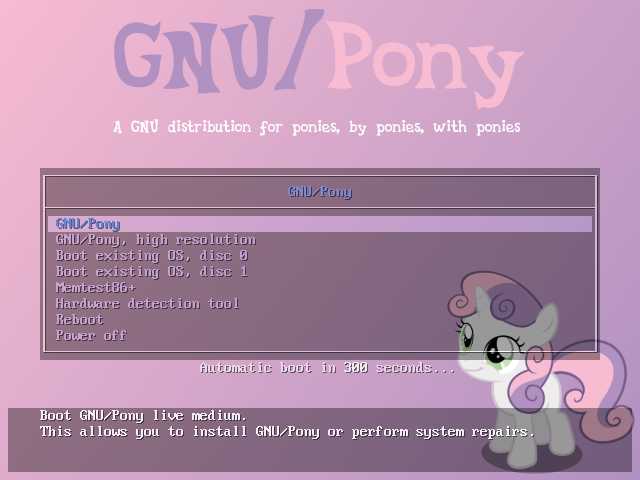 GNU/Pony
A GNU distribution for ponies, by ponies, with ponies
GNU/Pony
GNU/Pony
GNU/Pony, high resolution
Boot existing OS, disc 0
Boot existing OS, disc 1
Memtest86+
Hardware detection tool
Reboot
Power off
Automatic boot in 300 seconds...
Boot GNU/Pony live medium.
This allows you to install GNU/Pony or perform system repairs.